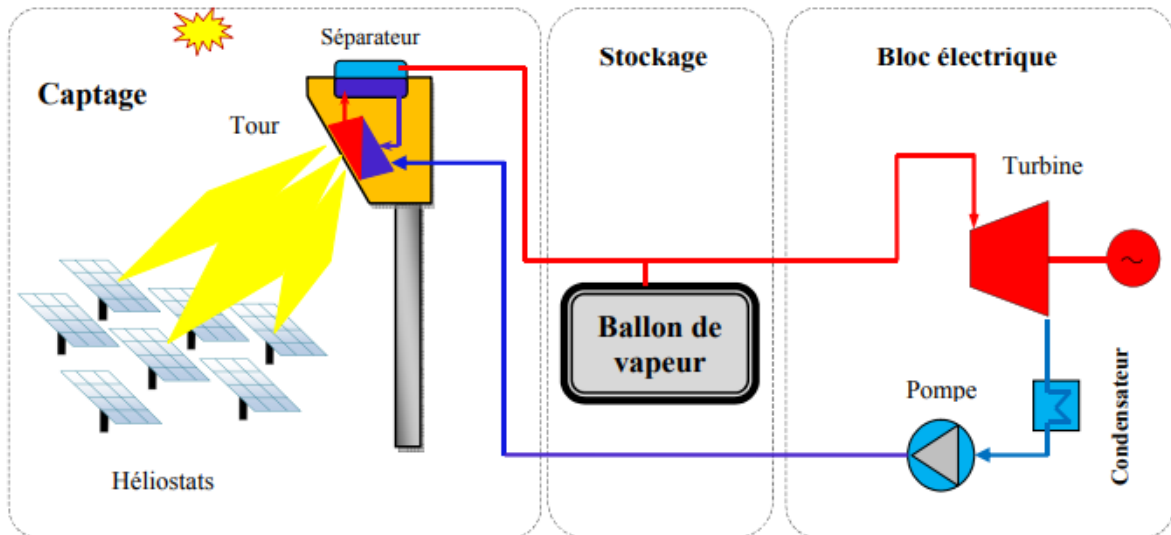 Séparateur
Captage
Tour
Héliostats
Stockage
Ballon de
vapeur
Bloc électrique
Turbine
~
Pompe
Condensateur